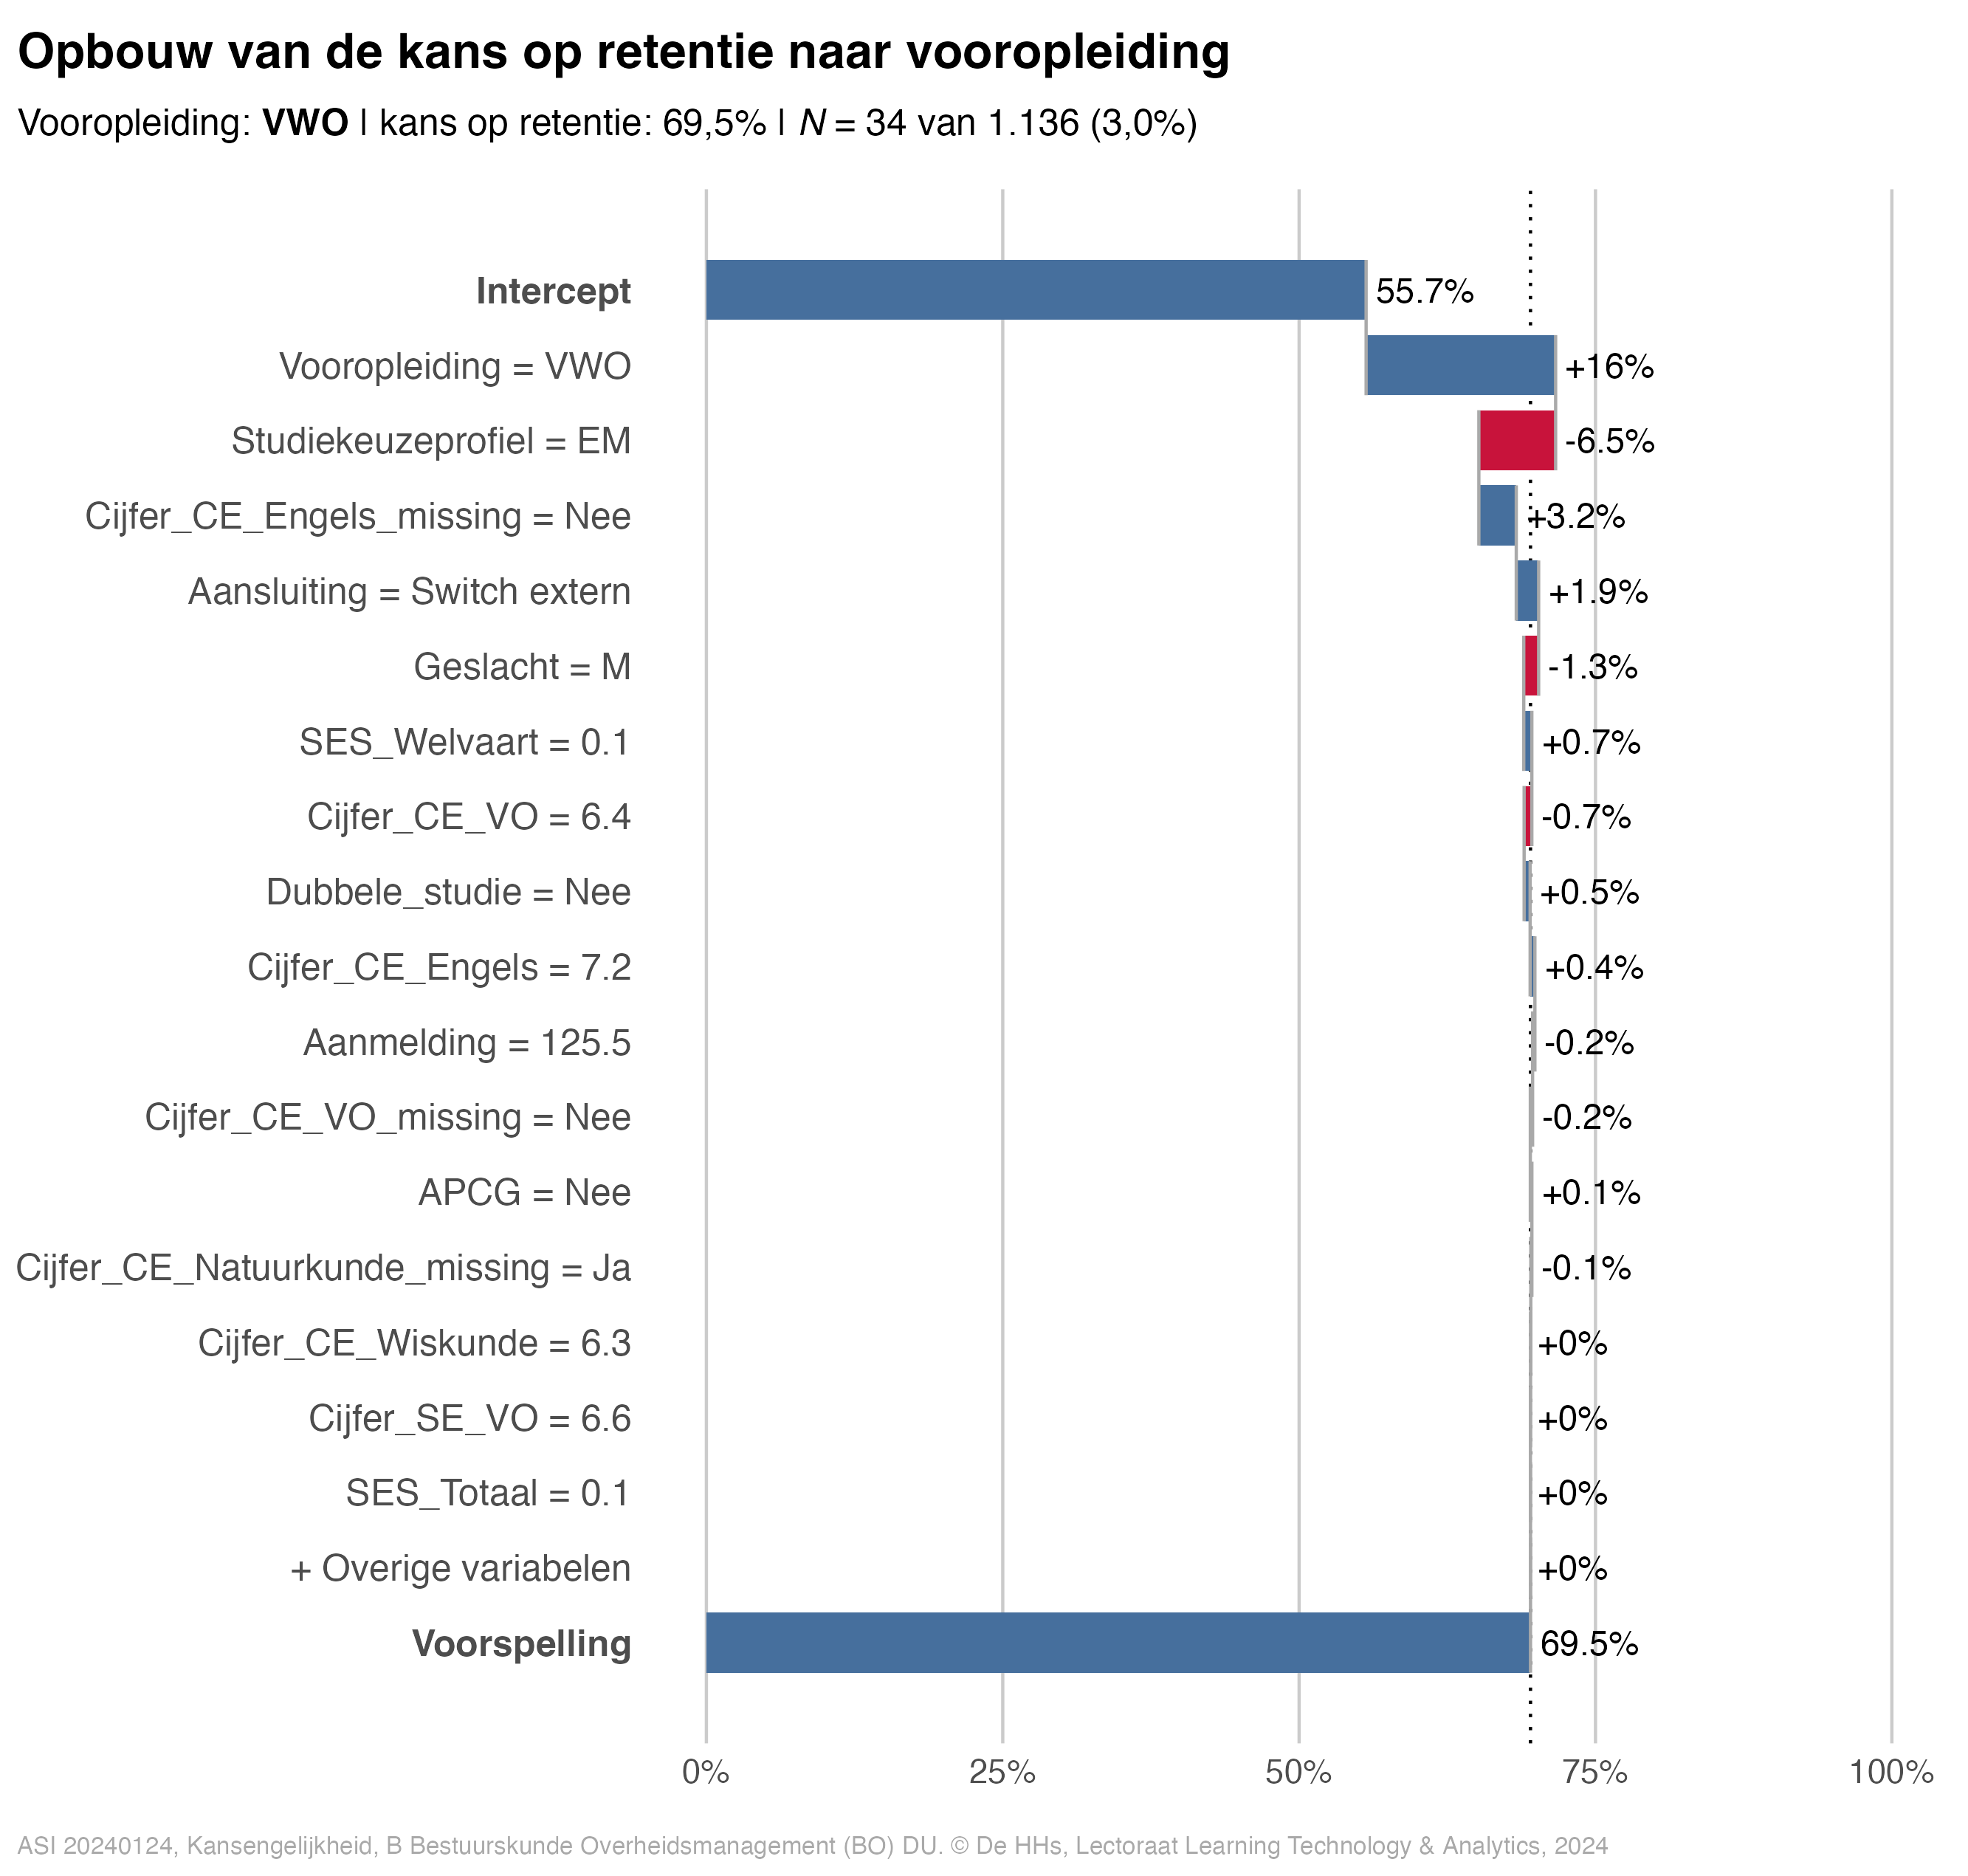 Opbouw van de kans op retentie naar vooropleiding
Vooropleiding: VWO | kans op retentie: 69,5% | N = 34 van 1.136 (3,0%)
Intercept 55.7%
Vooropleiding = VWO +16%
Studiekeuzeprofiel = EM -6.5%
Cijfer_CE_Engels_missing = Nee +3.2%
Aansluiting = Switch extern +1.9%
Geslacht = M -1.3%
SES_Welvaart = 0.1 +0.7%
Cijfer_CE_VO = 6.4 -0.7%
Dubbele_studie = Nee +0.5%
Cijfer_CE_Engels = 7.2 +0.4%
Aanmelding = 125.5 -0.2%
Cijfer_CE_VO_missing = Nee -0.2%
APCG = Nee +0.1%
Cijfer_CE_Natuurkunde_missing = Ja -0.1%
Cijfer_CE_Wiskunde = 6.3 +0%
Cijfer_SE_VO = 6.6 +0%
SES_Totaal = 0.1 +0%
+ Overige variabelen +0%
Voorspelling 69.5%
0% 25% 50% 75% 100%
ASI 20240124, Kansengelijkheid, B Bestuurskunde Overheidsmanagement (BO) DU. © De HHs, Lectoraat Learning Technology & Analytics, 2024